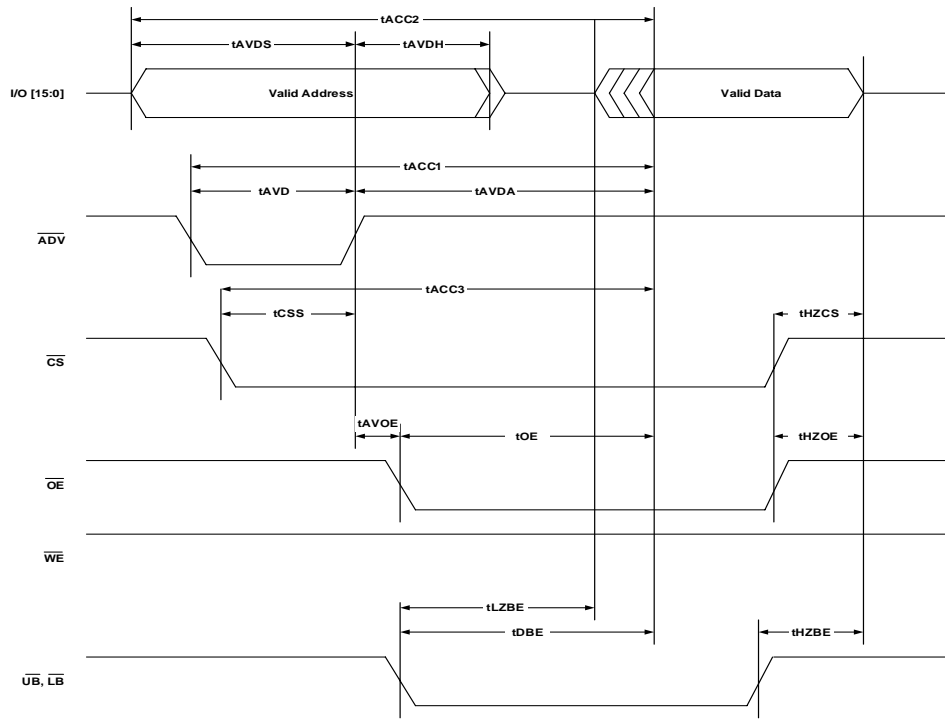 tACC2
tAVDS tAVDH
I/O [15:0] Valid Address Valid Data
tACC1
tAVD tAVDA
ADV
tACC3
tCSS tHZCS
CS
tAVOE tOE tHZOE
OE
WE
tLZBE
tDBE tHZBE
UB, LB